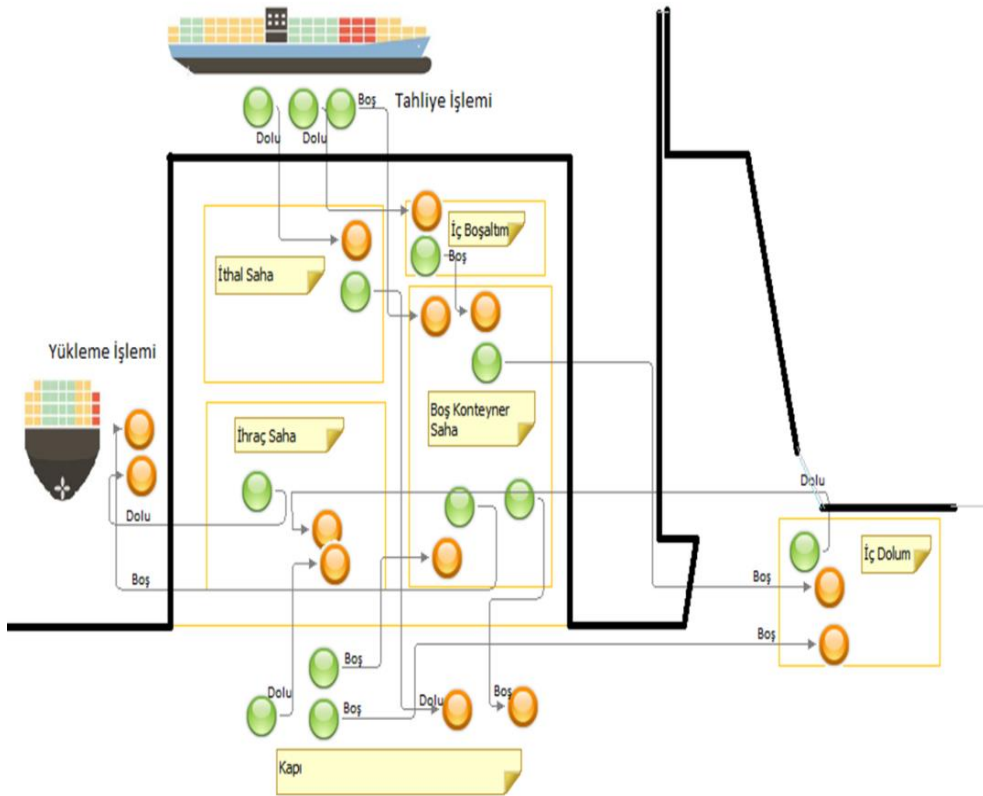 Boş
Tahliye İşlemi
Dolu
Dolu
İç Boşaltım
Boş
İthal Saha
Yükleme İşlemi
Boş Konteyner
Saha
İhraç Saha
Dolu
Dolu
İç Dolum
Boş
Boş
Boş
Boş
Dolu
Dolu
Boş
Boş
Kapı